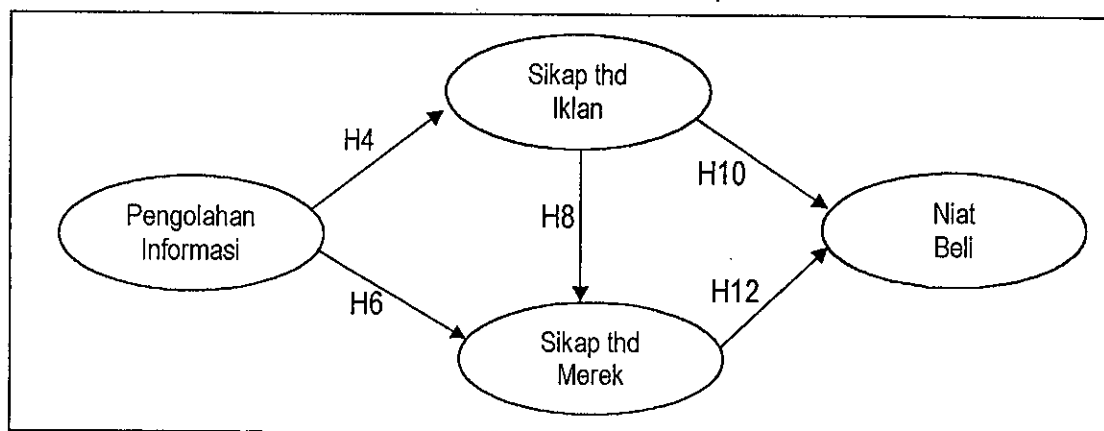 Sikap thd
Iklan
H4
H10
Pengolahan
Informasi
H8
Niat
Beli
H6
H12
Sikap thd
Merek